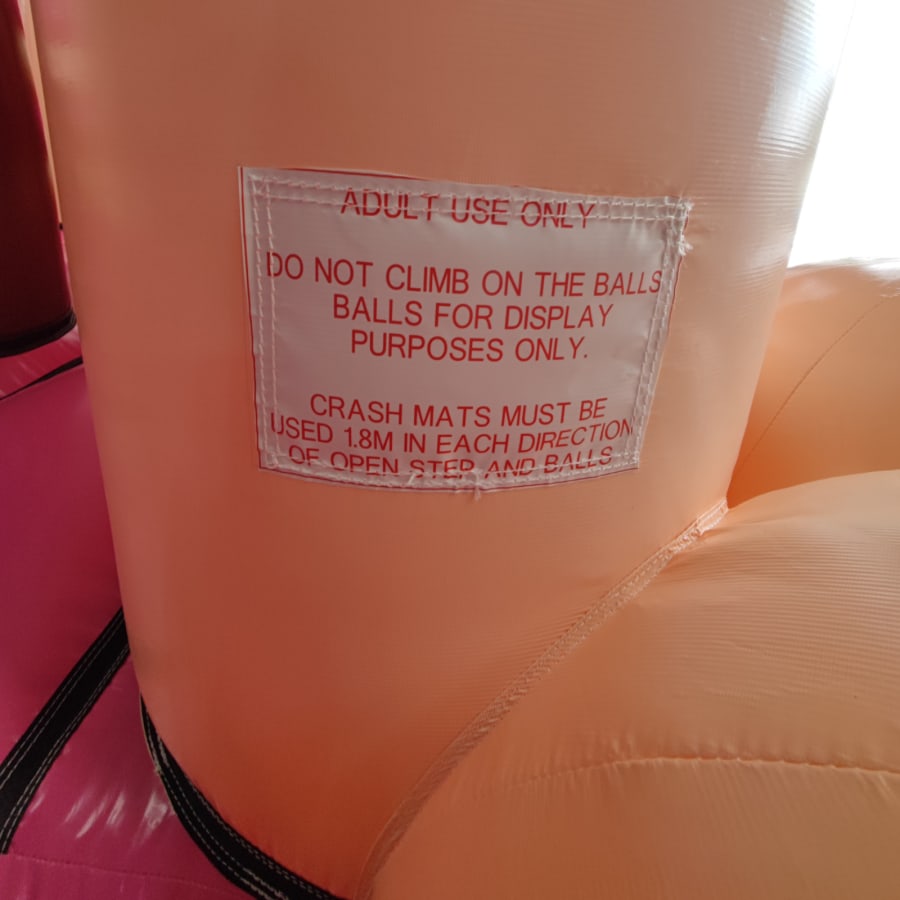 ADULT USE ONLY
DO NOT CLIMB ON THE BALLS
BALLS FOR DISPLAY
PURPOSES ONLY.
CRASH MATS MUST BE
USED 1.8M IN EACH DIRECTION
OF OPEN STEP AND BALLS